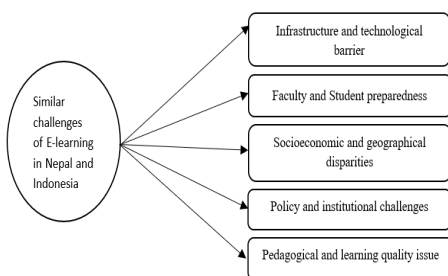 Similar
challenges
of E-learning
in Nepal and
Indonesia
Infrastructure and technological
barrier
Faculty and Student preparedness
Socioeconomic and geographical
disparities
Policy and institutional challenges
Pedagogical and learning quality issue